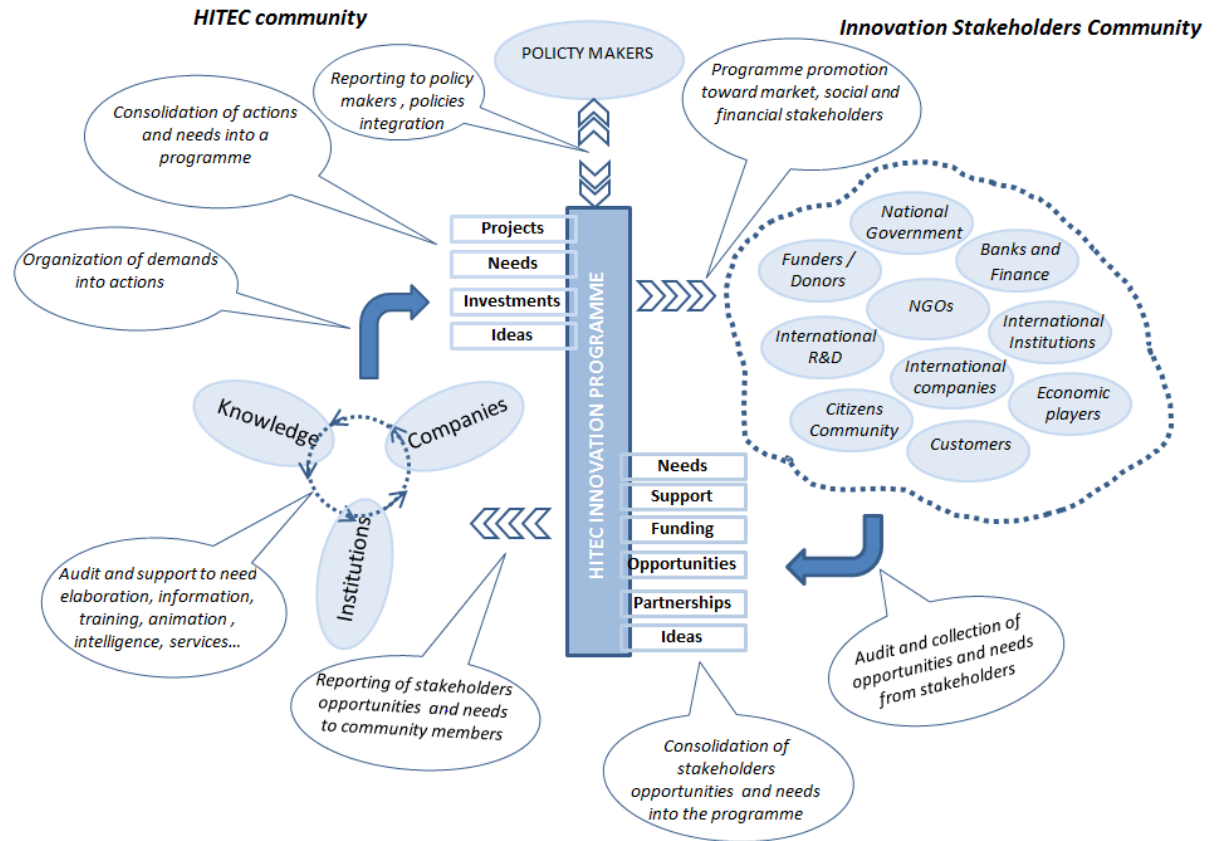 HITEC community
Innovation Stakeholders Community
POLICTY MAKERS
Reporting to policy
makers , policies
integration
Programme promotion
toward market, social and
financial stakeholders
Consolidation of actions
and needs into a
programme
Organization of demands
into actions
Projects
Needs
Investments
Ideas
HITEC INNOVATION PROGRAMME
National
Government
Funders /
Donors
Banks and
Finance
NGOs
International
R&D
International
Institutions
International
companies
Economic
players
Citizens
Community
Customers
Knowledge
Companies
Institutions
Needs
Support
Funding
Opportunities
Partnerships
Ideas
Audit and support to need
elaboration, information,
training, animation ,
intelligence, services…
Reporting of stakeholders
opportunities and needs
to community members
Audit and collection of
opportunities and needs
from stakeholders
Consolidation of
stakeholders
opportunities and needs
into the programme